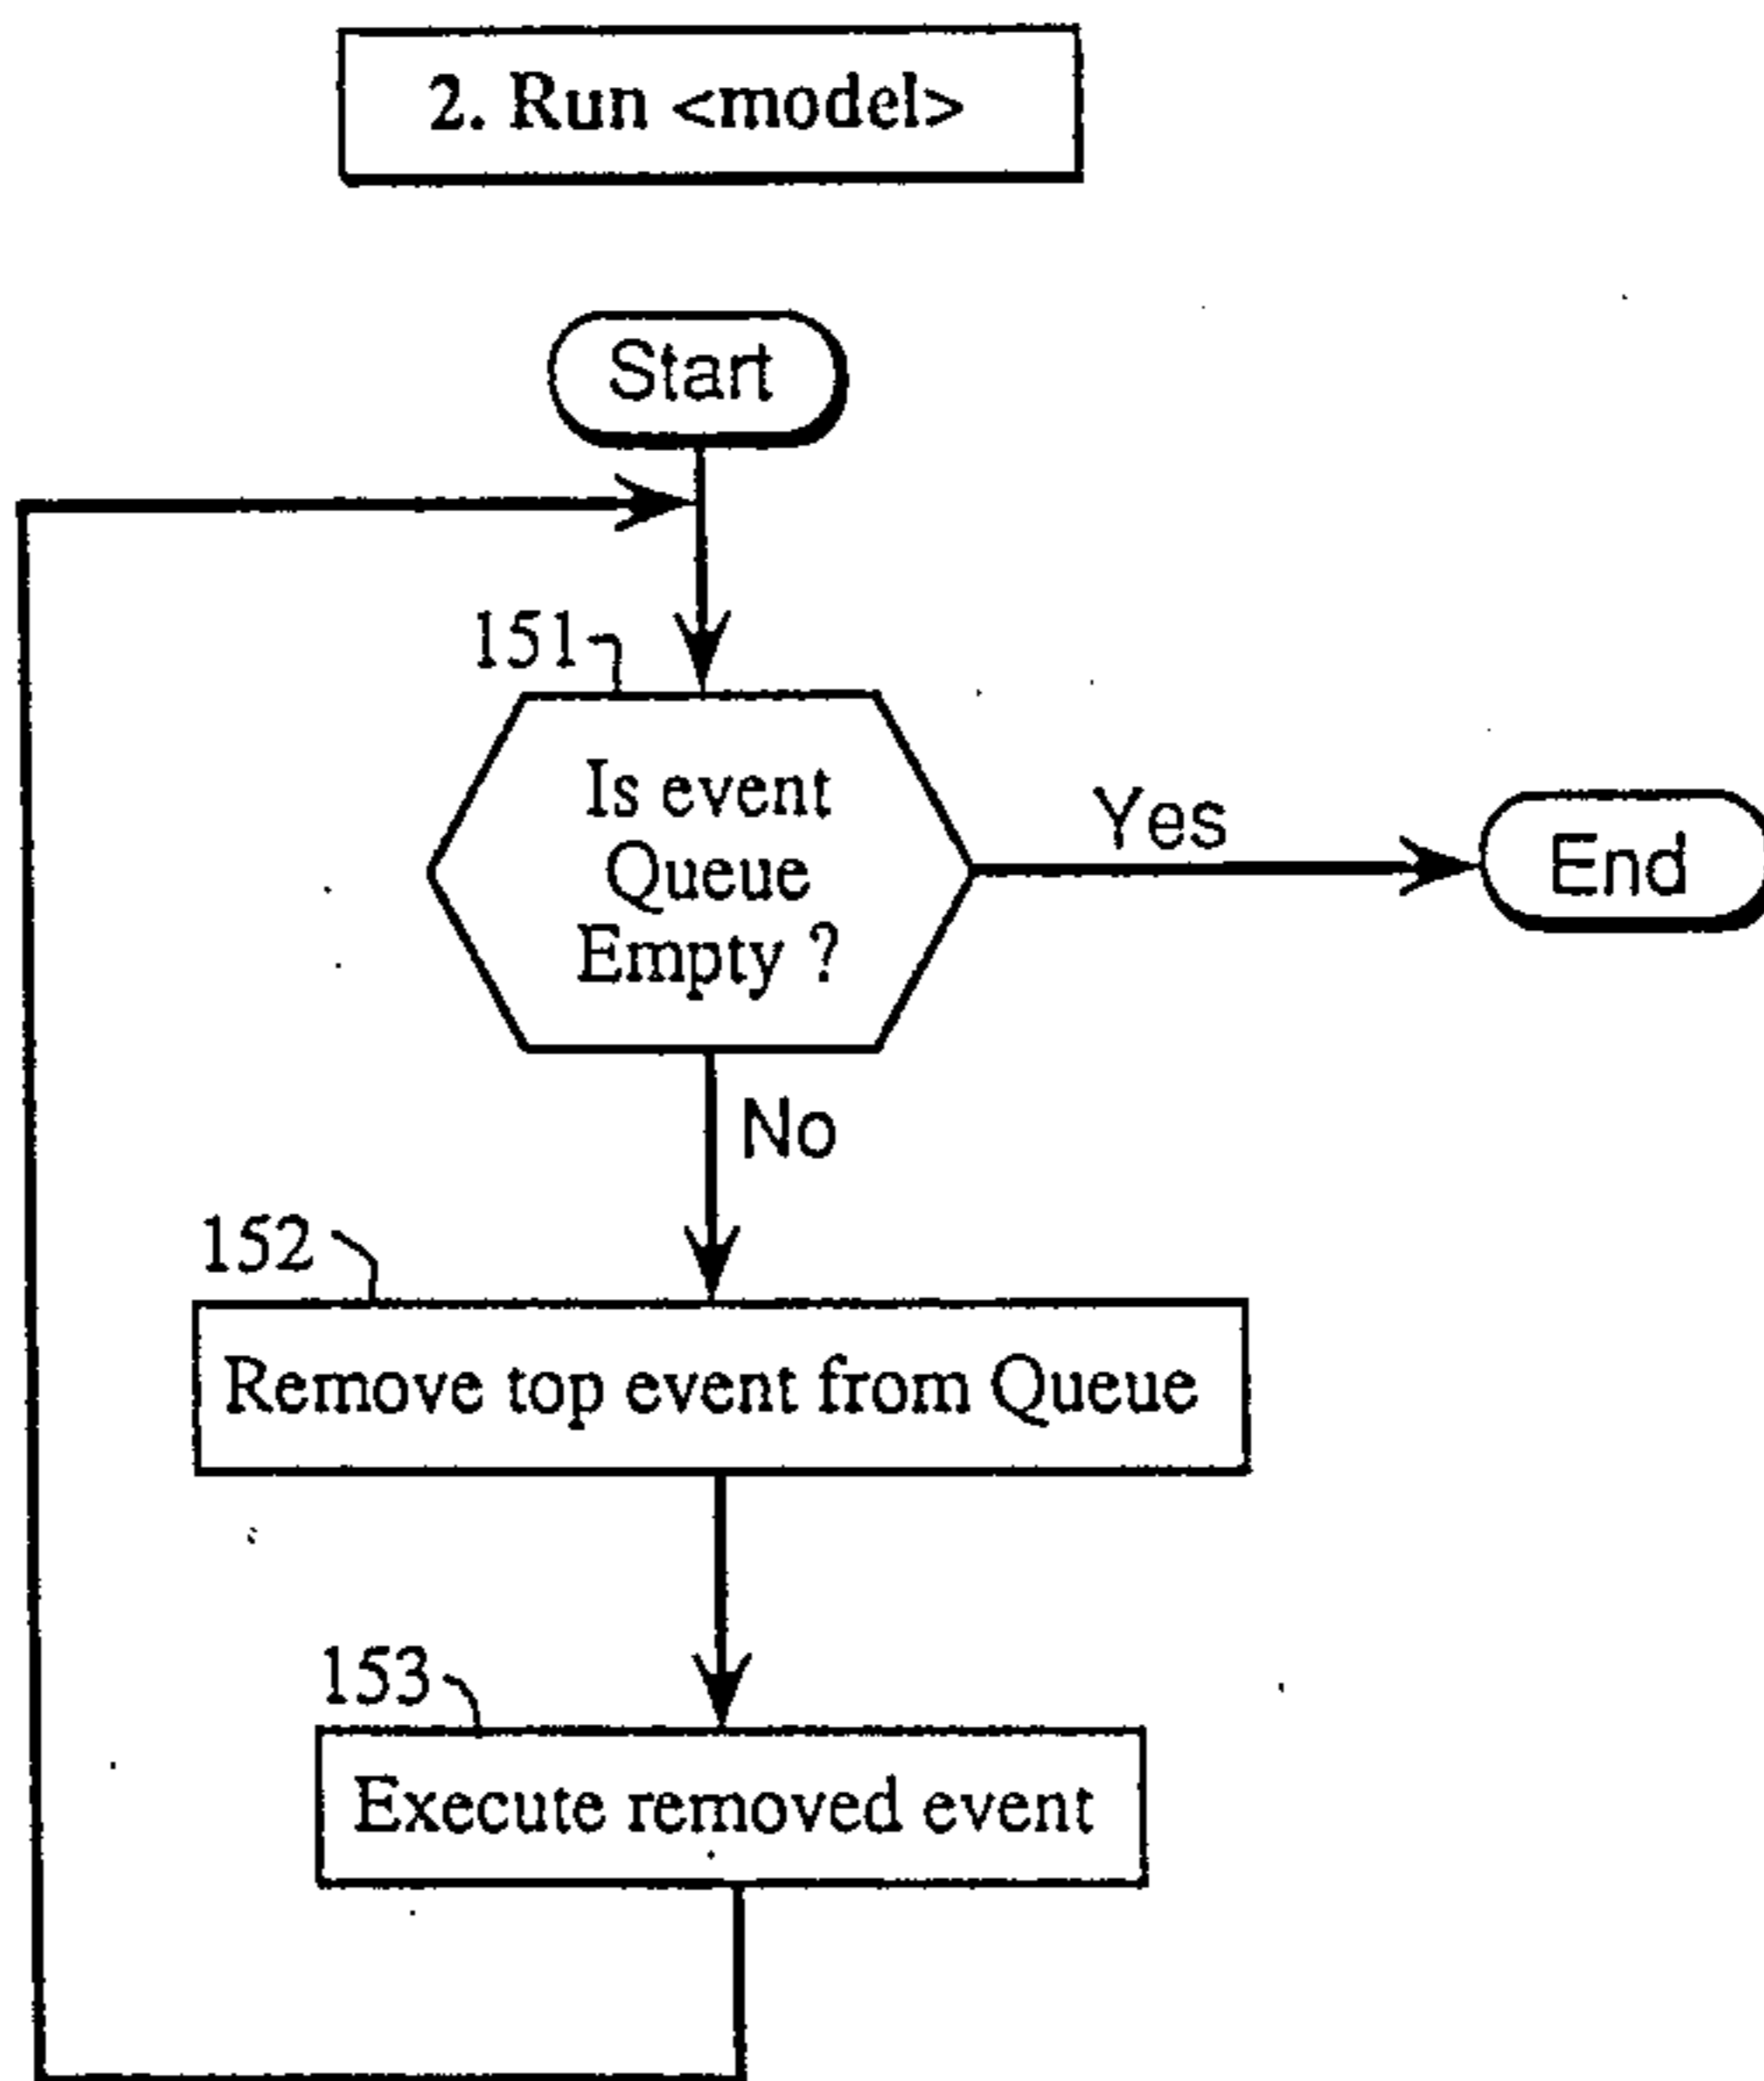 2. Run <model>
Start
151
Is event
Queue
Empty ?
Yes
End
No
152
Remove top event from Queue
153
Execute removed event